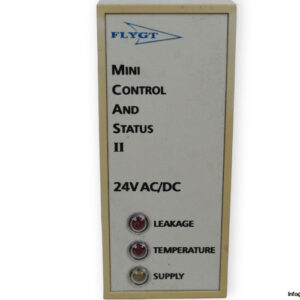 FLYGT
MINI
CONTROL
AND
STATUS
II
24V AC/DC
LEAKAGE
TEMPERATURE
SUPPLY